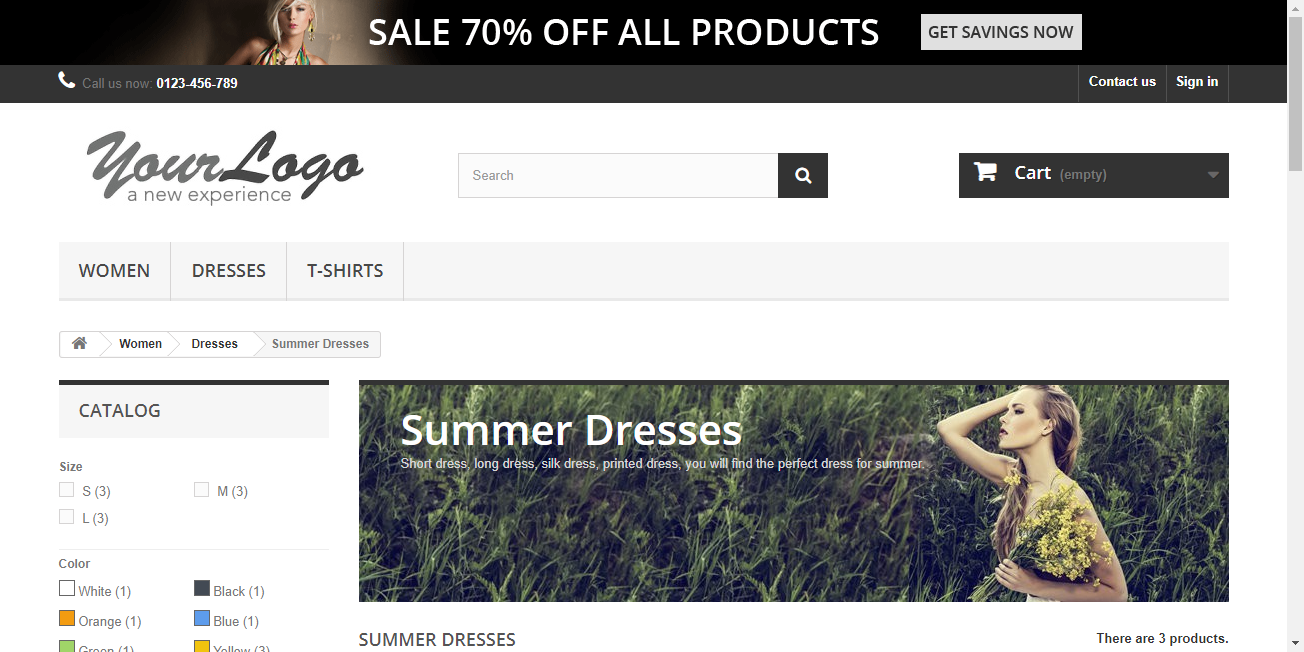 SALE 70% OFF ALL PRODUCTS GET SAVINGS NOW
Call us now: 0123-456-789 Contact us Sign in
YourLogo
a new experience
Search
Cart (empty)
WOMEN DRESSES T-SHIRTS
Women Dresses Summer Dresses
CATALOG
Size
S (3) M (3)
L (3)
Color
White (1) Black (1)
Orange (1) Blue (1)
Green (1) Yellow (3)
Summer Dresses
Short dress, long dress, silk dress, printed dress, you will find the perfect dress for summer.
SUMMER DRESSES There are 3 products.